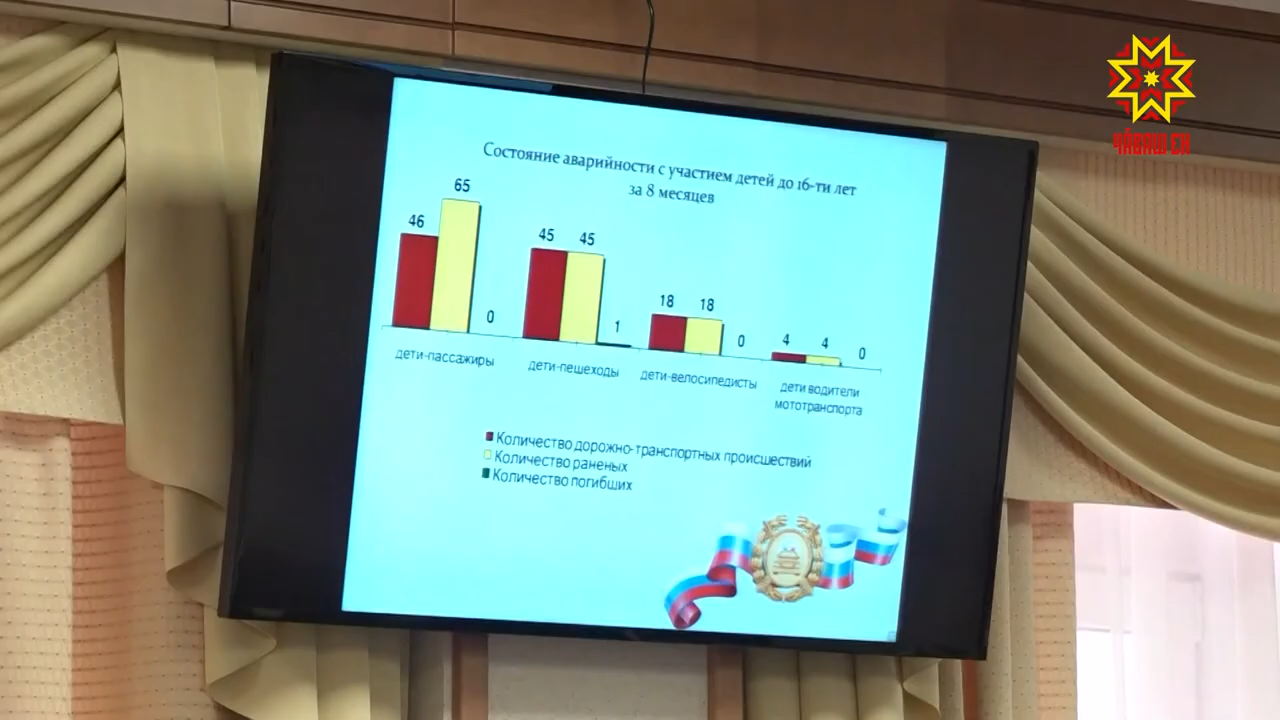 ЧӐВАШ ЕН
Состояние аварийности с участием детей до 16-ти лет
за 8 месяцев
46 65 0
45 45 1
18 18 0
4 4 0
дети-пассажиры
дети-пешеходы
дети-велосипедисты
дети водители
мототранспорта
Количество дорожно-транспортных происшествий
Количество раненых
Количество погибших